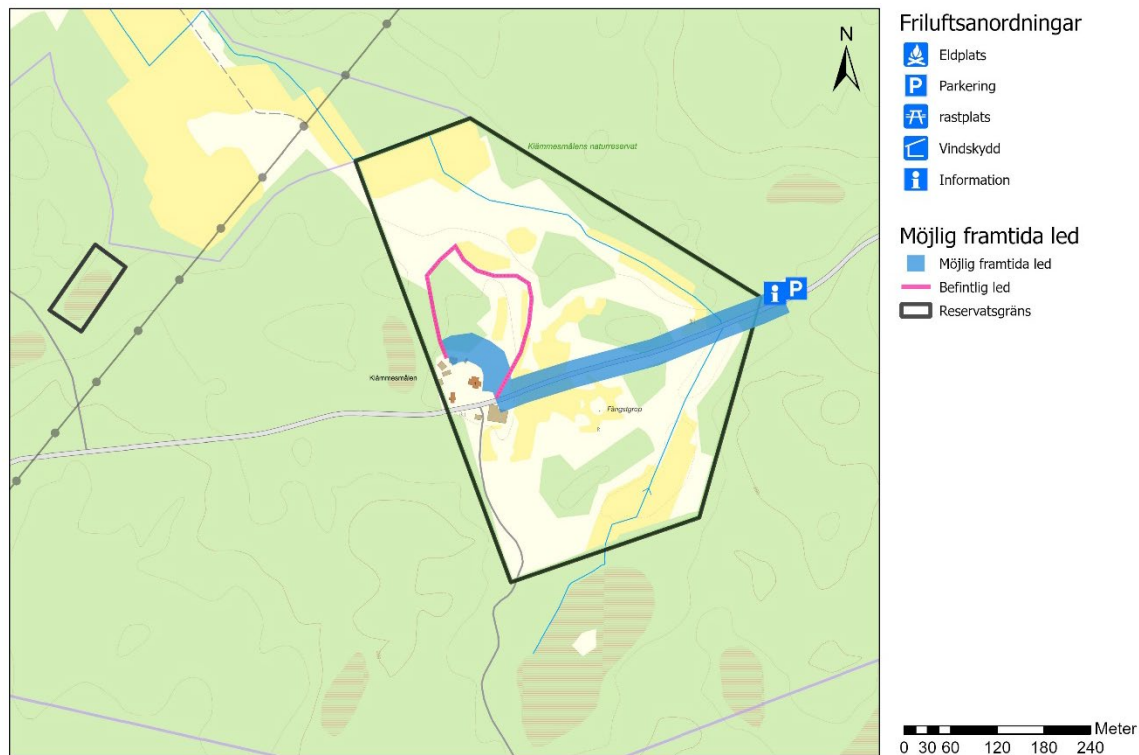 N
Klämmesmålens naturreservat
Klämmesmålen
Fångstgrop
i P
Friluftsanordningar
Eldplats
P Parkering
rastplats
Vindskydd
i Information
Möjlig framtida led
Möjlig framtida led
Befintlig led
Reservatsgräns
Meter
0 30 60 120 180 240